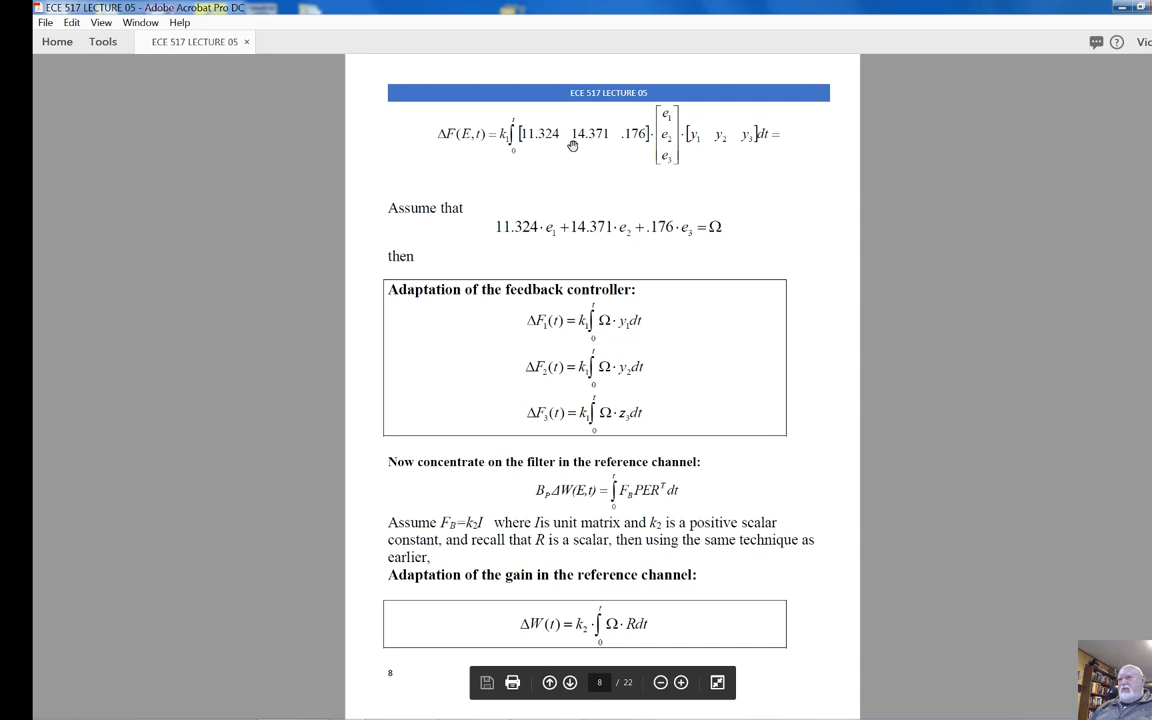 ECE 517 LECTURE 05 - Adobe Acrobat Pro DC
File Edit View Window Help
Home Tools ECE 517 LECTURE 05 ×
ECE 517 LECTURE 05
ΔF(E,t) = k₁∫₀ᵗ [11.324 14.371 .176]·[e₁ e₂ e₃]·[y₁ y₂ y₃]dt =
Assume that
11.324·e₁ +14.371·e₂ +.176·e₃ = Ω
then
Adaptation of the feedback controller:
ΔF₁(t) = k₁∫₀ᵗ Ω·y₁dt
ΔF₂(t) = k₁∫₀ᵗ Ω·y₂dt
ΔF₃(t) = k₁∫₀ᵗ Ω·z₃dt
Now concentrate on the filter in the reference channel:
B_P ΔW(E,t) = ∫₀ᵗ F_B PER^T dt
Assume F_B=k₂I where I is unit matrix and k₂ is a positive scalar
constant, and recall that R is a scalar, then using the same technique as
earlier,
Adaptation of the gain in the reference channel:
ΔW(t) = k₂·∫₀ᵗ Ω·Rdt
8
8 / 22